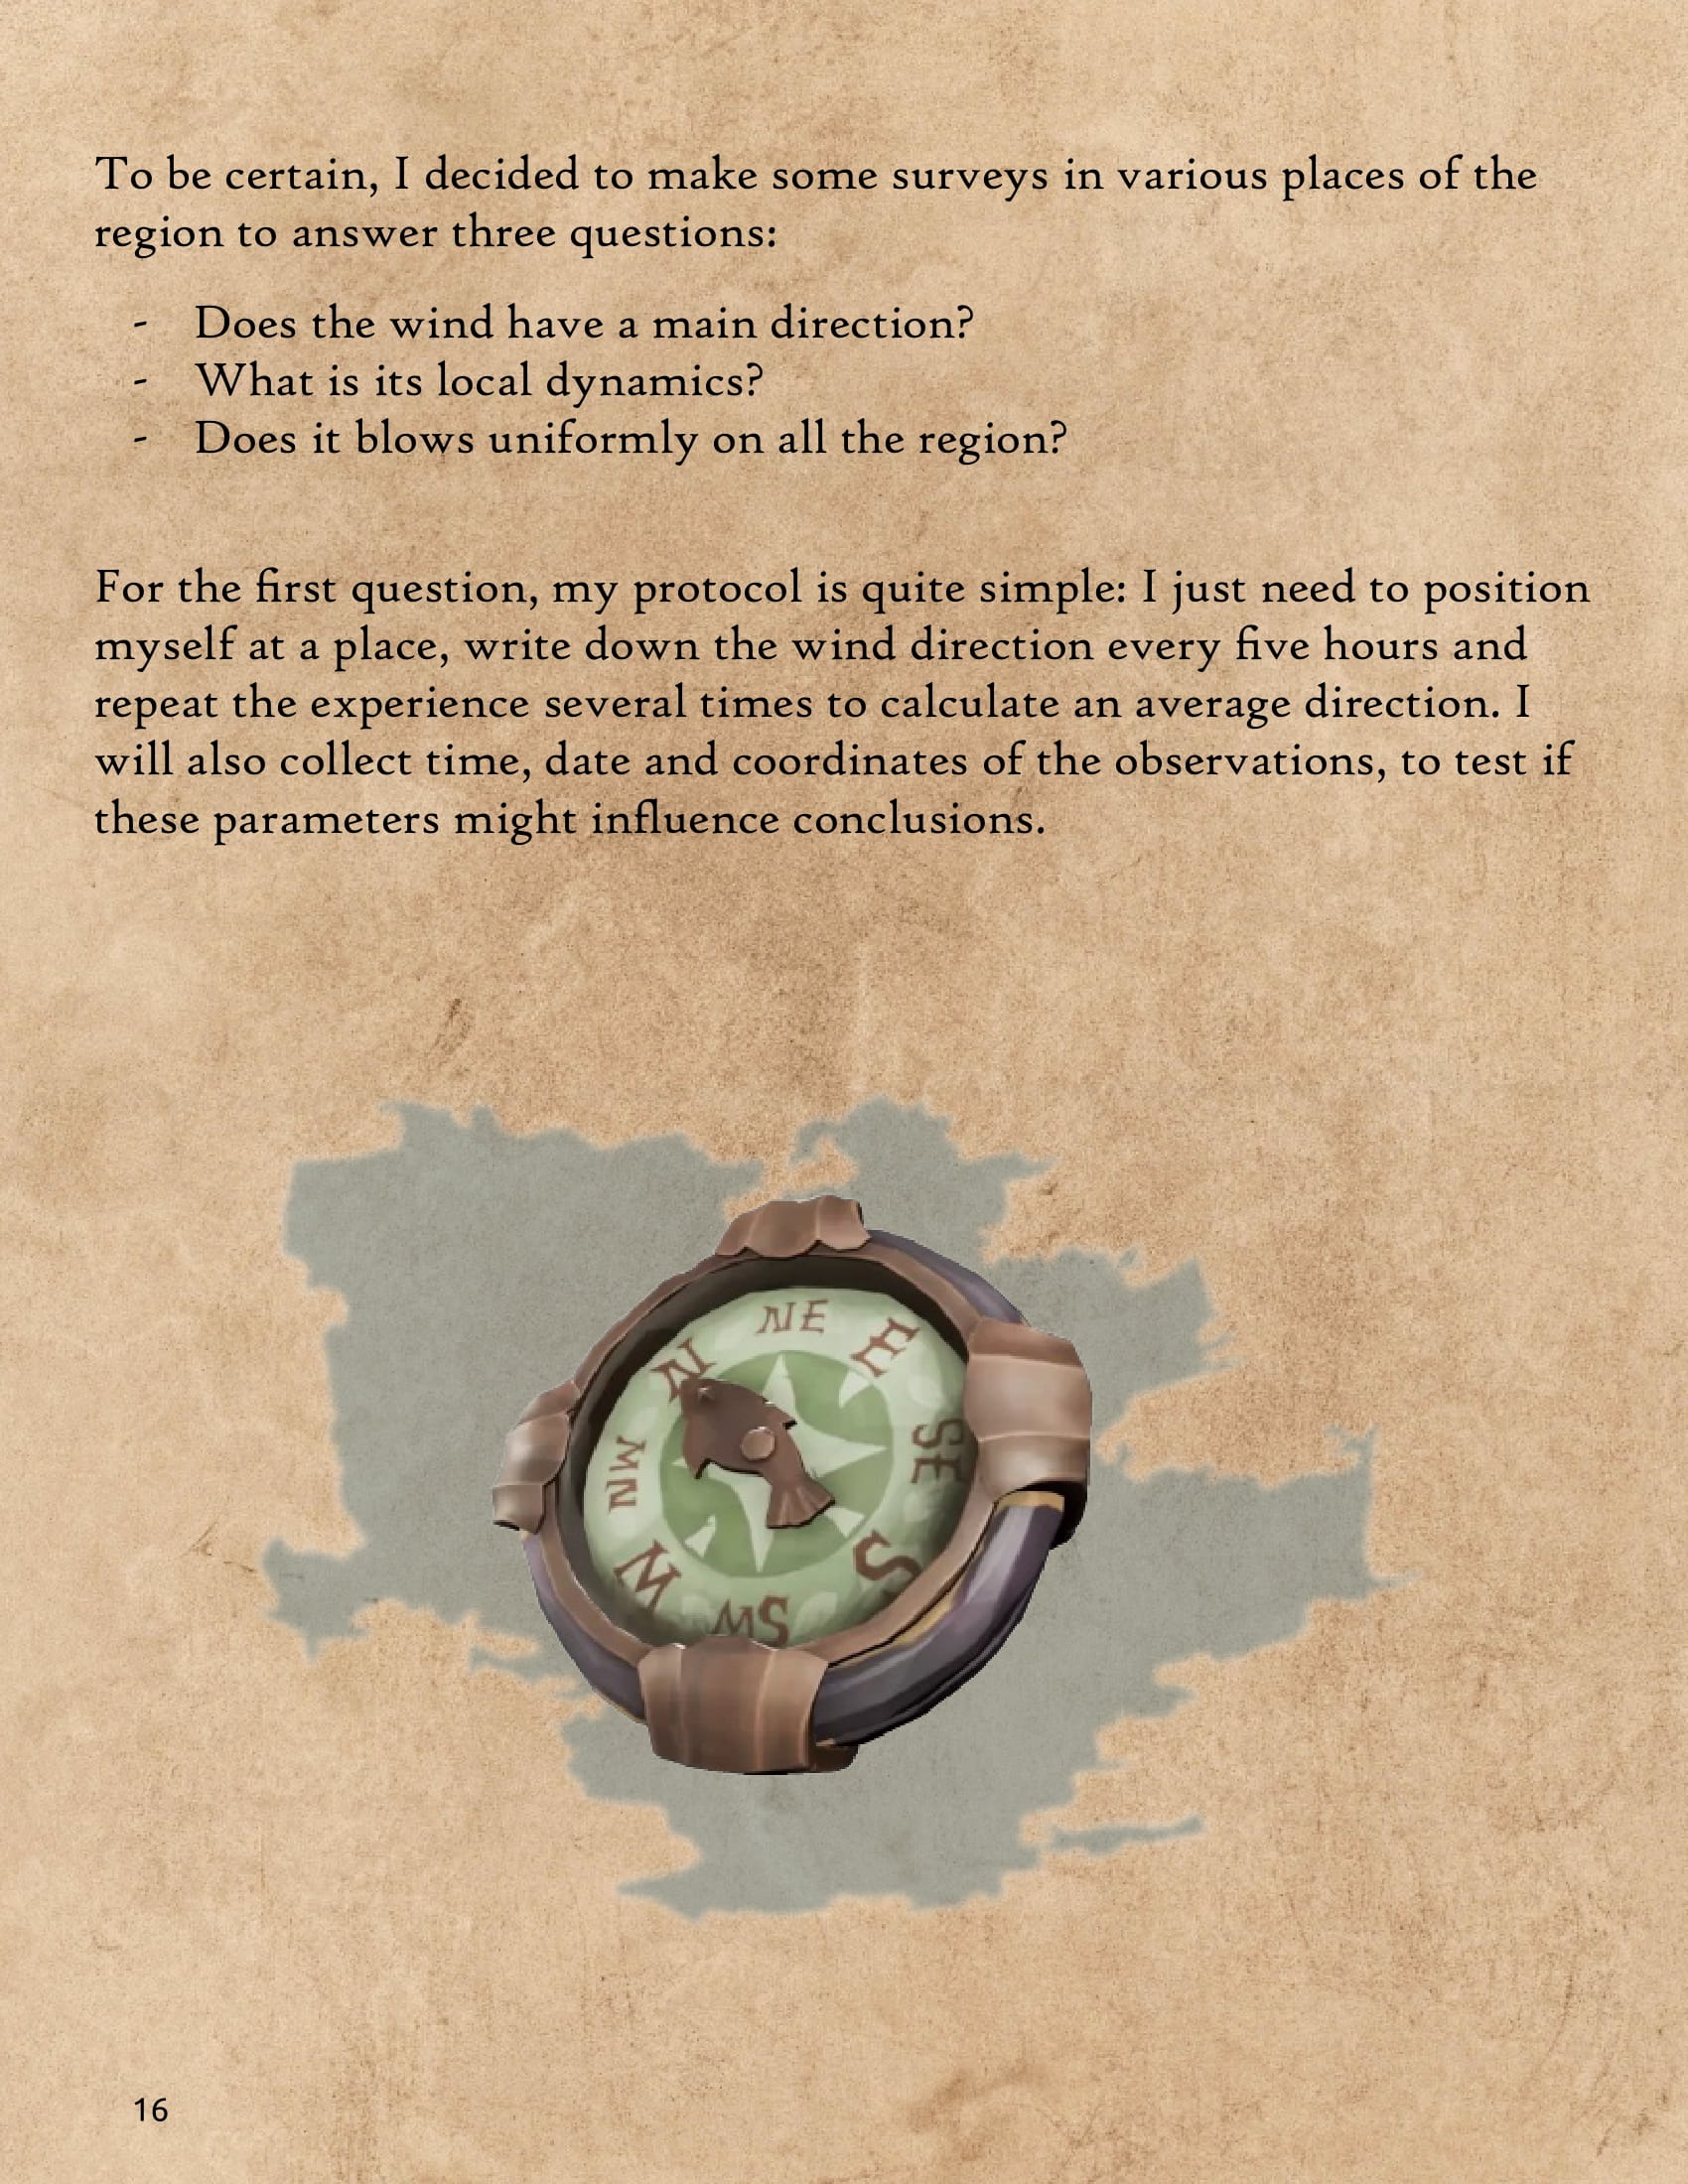 To be certain, I decided to make some surveys in various places of the
region to answer three questions:
- Does the wind have a main direction?
- What is its local dynamics?
- Does it blows uniformly on all the region?
For the first question, my protocol is quite simple: I just need to position
myself at a place, write down the wind direction every five hours and
repeat the experience several times to calculate an average direction. I
will also collect time, date and coordinates of the observations, to test if
these parameters might influence conclusions.
NE
E
N
SE
NW
S
W
SW
16